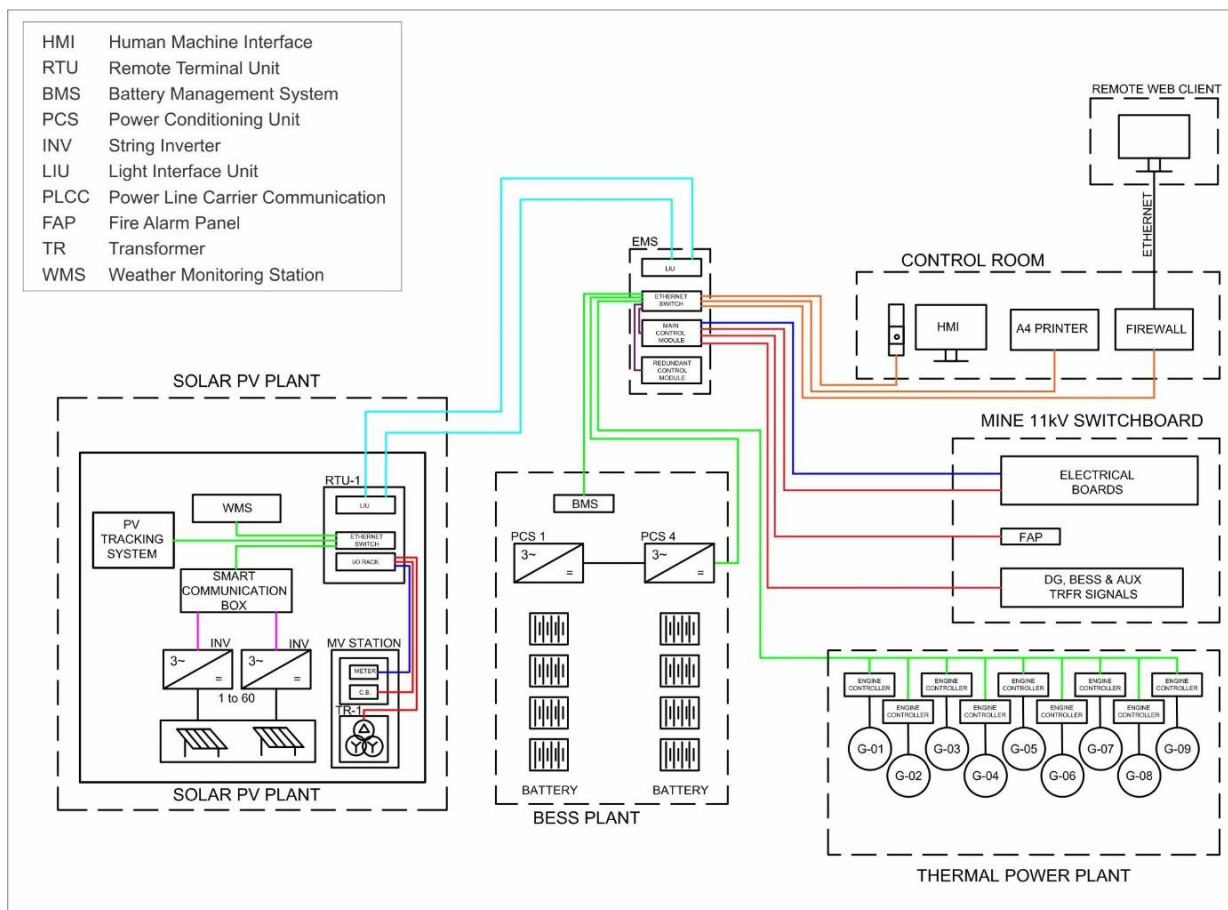 HMI Human Machine Interface
RTU Remote Terminal Unit
BMS Battery Management System
PCS Power Conditioning Unit
INV String Inverter
LIU Light Interface Unit
PLCC Power Line Carrier Communication
FAP Fire Alarm Panel
TR Transformer
WMS Weather Monitoring Station
REMOTE WEB CLIENT
ETHERNET
CONTROL ROOM
HMI
A4 PRINTER
FIREWALL
EMS
LIU
ETHERNET
SWITCH
MAIN
CONTROL
MODULE
REDUNDANT
CONTROL
MODULE
MINE 11kV SWITCHBOARD
ELECTRICAL
BOARDS
FAP
DG, BESS & AUX
TRFR SIGNALS
SOLAR PV PLANT
RTU-1
LIU
ETHERNET
SWITCH
I/O RACK
WMS
PV
TRACKING
SYSTEM
SMART
COMMUNICATION
BOX
INV
INV
3~
=
3~
=
1 to 60
MV STATION
METER
C.B.
TR-1
SOLAR PV PLANT
BMS
PCS 1
PCS 4
3~
=
3~
=
BATTERY
BATTERY
BESS PLANT
ENGINE
CONTROLLER
ENGINE
CONTROLLER
ENGINE
CONTROLLER
ENGINE
CONTROLLER
ENGINE
CONTROLLER
ENGINE
CONTROLLER
ENGINE
CONTROLLER
ENGINE
CONTROLLER
ENGINE
CONTROLLER
G-01
G-02
G-03
G-04
G-05
G-06
G-07
G-08
G-09
THERMAL POWER PLANT